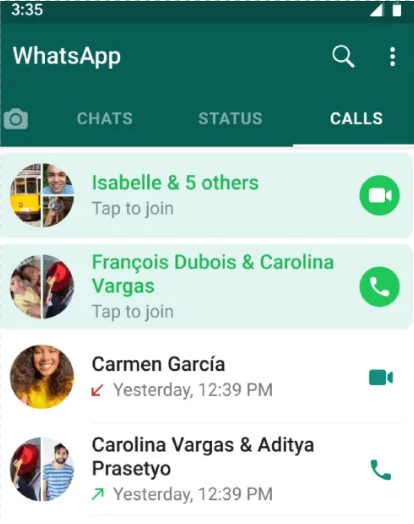 3:35
WhatsApp
CHATS STATUS CALLS
Isabelle & 5 others
Tap to join
François Dubois & Carolina
Vargas
Tap to join
Carmen García
Yesterday, 12:39 PM
Carolina Vargas & Aditya
Prasetyo
Yesterday, 12:39 PM